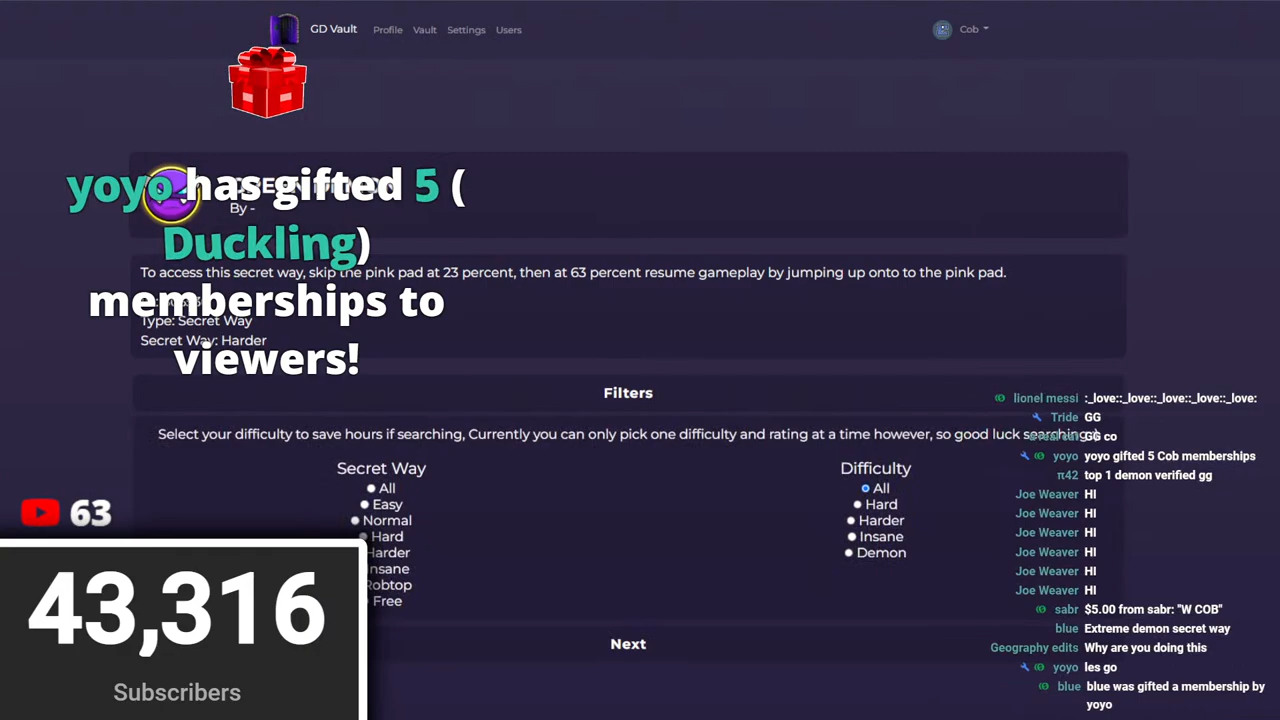 GD Vault Profile Vault Settings Users Cob
yoyo has gifted 5 (
Duckling)
memberships to
viewers!
By -
To access this secret way, skip the pink pad at 23 percent, then at 63 percent resume gameplay by jumping up onto to the pink pad.
Type: Secret Way
Secret Way: Harder
Filters
Select your difficulty to save hours if searching, Currently you can only pick one difficulty and rating at a time however, so good luck searching
Secret Way
All
Easy
Normal
Hard
Harder
Insane
Robtop
Free
Difficulty
All
Hard
Harder
Insane
Demon
Next
63
43,316
Subscribers
lionel messi :_love::_love::_love::_love::_love:
Tride GG
GG co
yoyo yoyo gifted 5 Cob memberships
π42 top 1 demon verified gg
Joe Weaver HI
Joe Weaver HI
Joe Weaver HI
Joe Weaver HI
Joe Weaver HI
Joe Weaver HI
sabr $5.00 from sabr: "W COB"
blue Extreme demon secret way
Geography edits Why are you doing this
yoyo les go
blue blue was gifted a membership by
yoyo